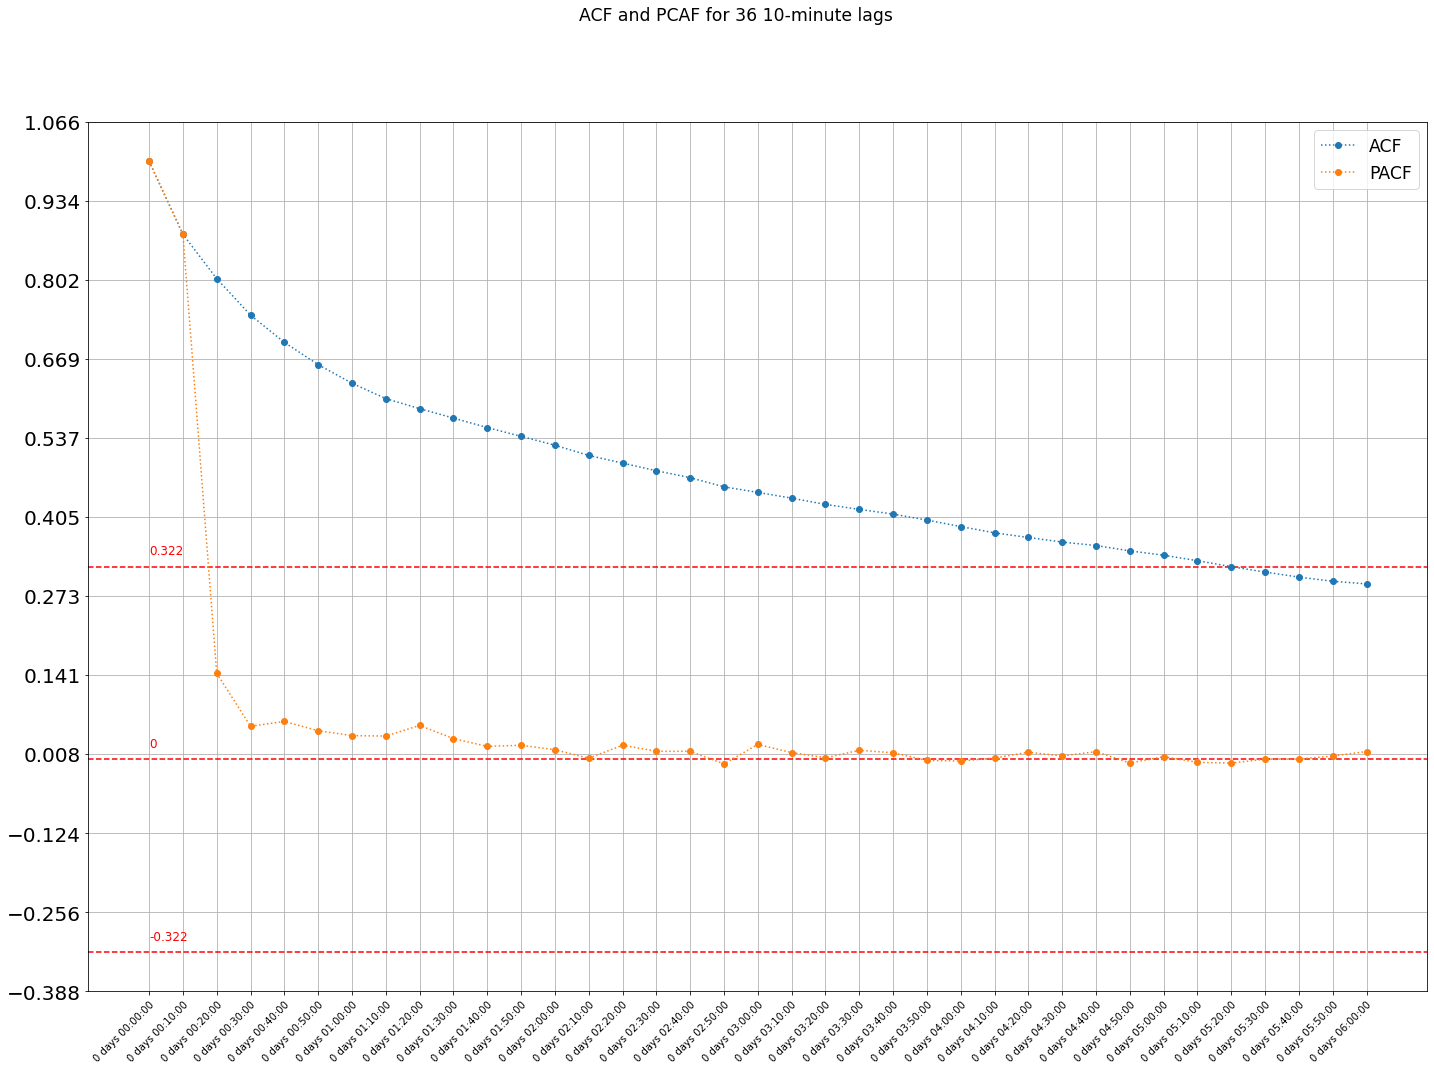 ACF and PCAF for 36 10-minute lags
1.066
0.934
0.802
0.669
0.537
0.405
0.273
0.141
0.008
−0.124
−0.256
−0.388
ACF
PACF
0.322
0
-0.322
0 days 00:00:00
0 days 00:10:00
0 days 00:20:00
0 days 00:30:00
0 days 00:40:00
0 days 00:50:00
0 days 01:00:00
0 days 01:10:00
0 days 01:20:00
0 days 01:30:00
0 days 01:40:00
0 days 01:50:00
0 days 02:00:00
0 days 02:10:00
0 days 02:20:00
0 days 02:30:00
0 days 02:40:00
0 days 02:50:00
0 days 03:00:00
0 days 03:10:00
0 days 03:20:00
0 days 03:30:00
0 days 03:40:00
0 days 03:50:00
0 days 04:00:00
0 days 04:10:00
0 days 04:20:00
0 days 04:30:00
0 days 04:40:00
0 days 04:50:00
0 days 05:00:00
0 days 05:10:00
0 days 05:20:00
0 days 05:30:00
0 days 05:40:00
0 days 05:50:00
0 days 06:00:00